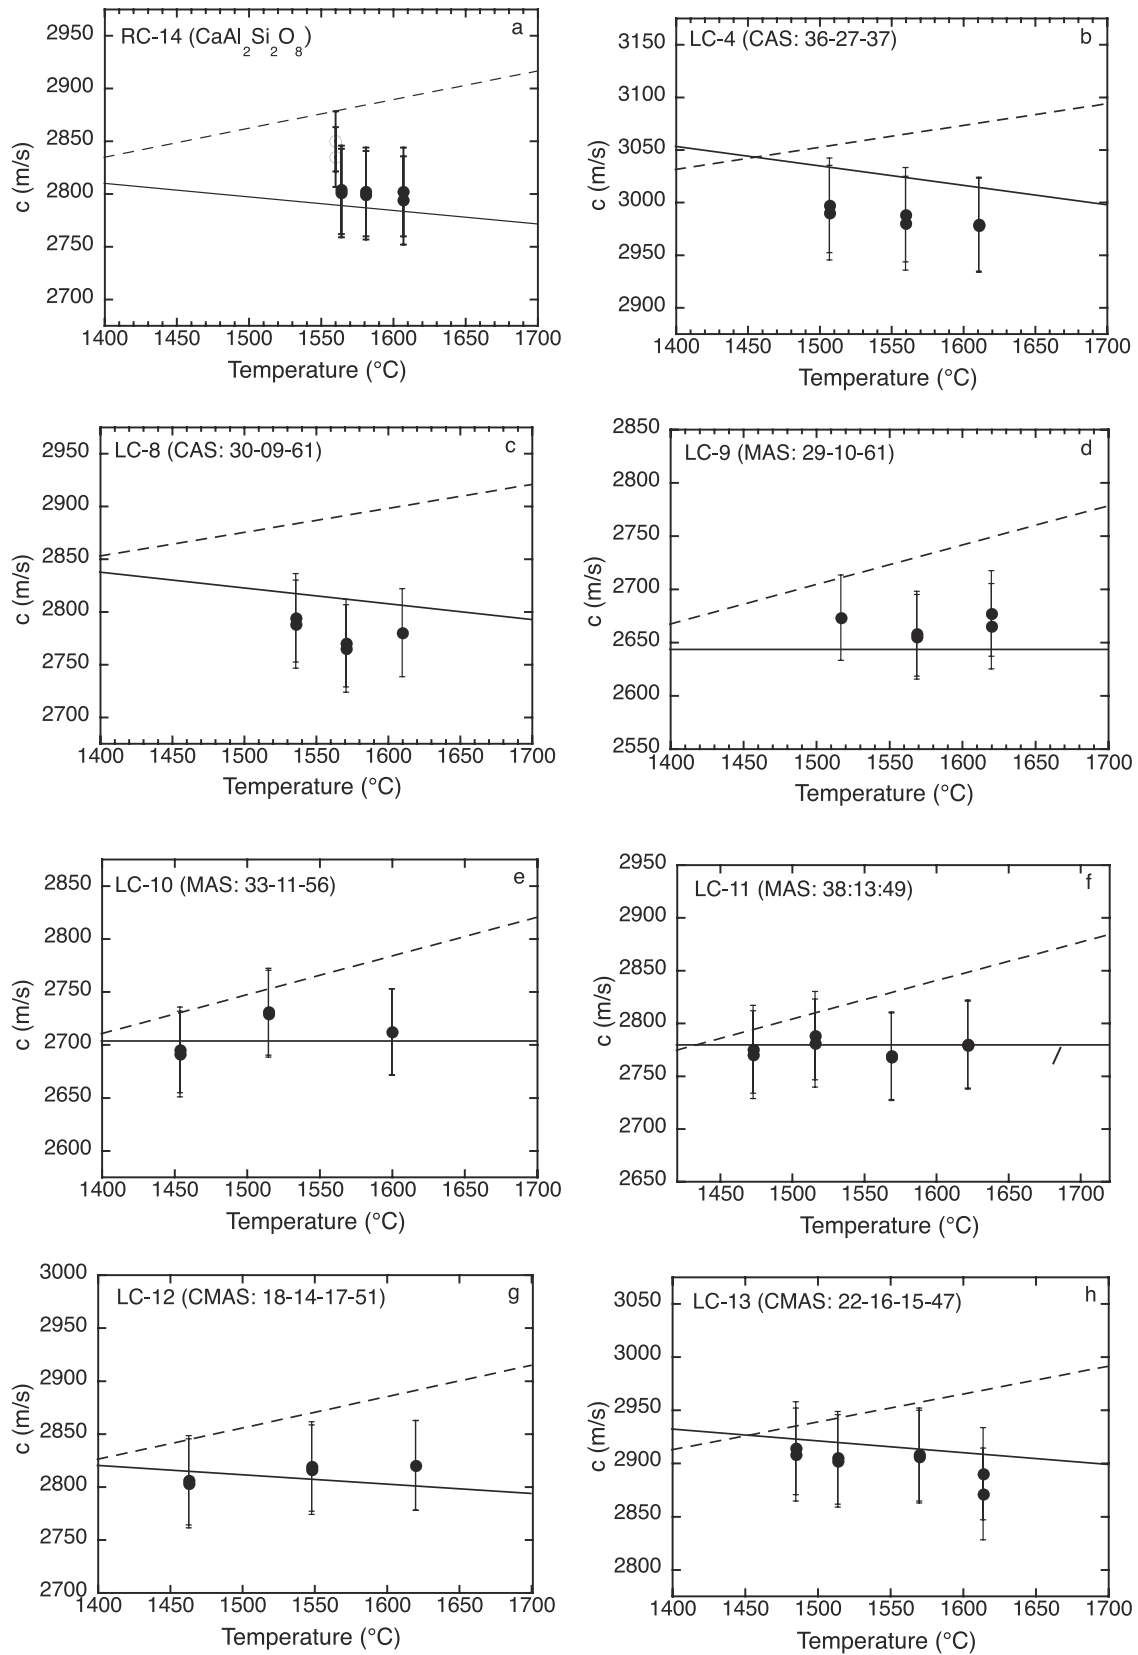 RC-14 (CaAl2Si2O8) a
2950
2900
2850
2800
2750
2700
c (m/s)
1400 1450 1500 1550 1600 1650 1700
Temperature (°C)
LC-4 (CAS: 36-27-37) b
3150
3100
3050
3000
2950
2900
c (m/s)
1400 1450 1500 1550 1600 1650 1700
Temperature (°C)
LC-8 (CAS: 30-09-61) c
2950
2900
2850
2800
2750
2700
c (m/s)
1400 1450 1500 1550 1600 1650 1700
Temperature (°C)
LC-9 (MAS: 29-10-61) d
2850
2800
2750
2700
2650
2600
2550
c (m/s)
1400 1450 1500 1550 1600 1650 1700
Temperature (°C)
LC-10 (MAS: 33-11-56) e
2850
2800
2750
2700
2650
2600
c (m/s)
1400 1450 1500 1550 1600 1650 1700
Temperature (°C)
LC-11 (MAS: 38:13:49) f
2950
2900
2850
2800
2750
2700
2650
c (m/s)
1450 1500 1550 1600 1650 1700
Temperature (°C)
LC-12 (CMAS: 18-14-17-51) g
3000
2950
2900
2850
2800
2750
2700
c (m/s)
1400 1450 1500 1550 1600 1650 1700
Temperature (°C)
LC-13 (CMAS: 22-16-15-47) h
3050
3000
2950
2900
2850
2800
c (m/s)
1400 1450 1500 1550 1600 1650 1700
Temperature (°C)